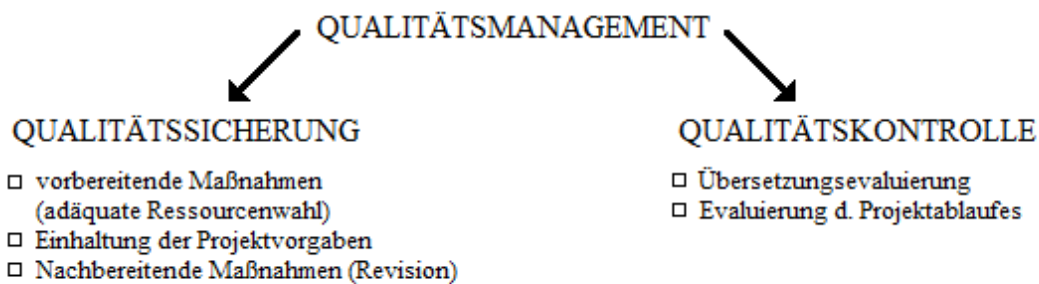 QUALITÄTSMANAGEMENT
QUALITÄTSSICHERUNG
vorbereitende Maßnahmen
(adäquate Ressourcenwahl)
Einhaltung der Projektvorgaben
Nachbereitende Maßnahmen (Revision)
QUALITÄTSKONTROLLE
Übersetzungsevaluierung
Evaluierung d. Projektablaufes